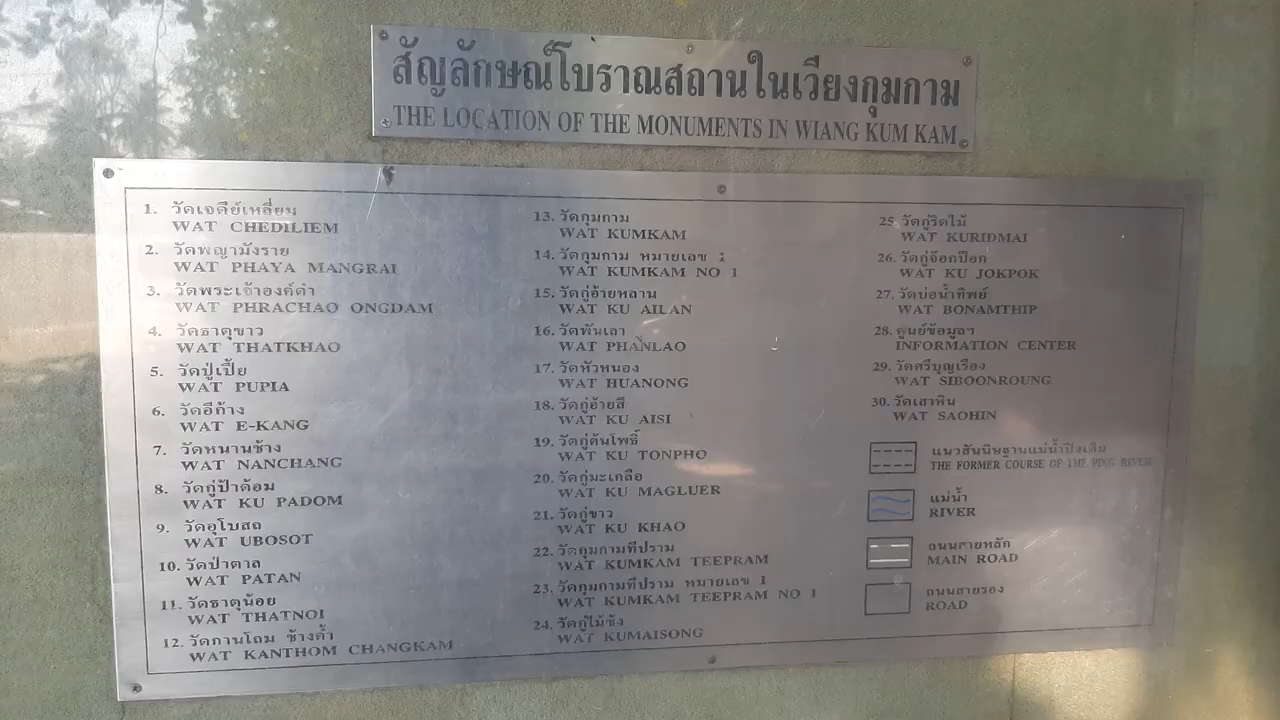 สัญลักษณ์โบราณสถานในเวียงกุมกาม
THE LOCATION OF THE MONUMENTS IN WIANG KUM KAM
1. วัดเจดีย์เหลี่ยม
WAT CHEDILIEM
2. วัดพญามังราย
WAT PHAYA MANGRAI
3. วัดพระเจ้าองค์ดำ
WAT PHRACHAO ONGDAM
4. วัดธาตุขาว
WAT THATKHAO
5. วัดปู่เปี้ย
WAT PUPIA
6. วัดอีก้าง
WAT E-KANG
7. วัดหนานช้าง
WAT NANCHANG
8. วัดกู่ป้าด้อม
WAT KU PADOM
9. วัดอุโบสถ
WAT UBOSOT
10. วัดป่าตาล
WAT PATAN
11. วัดธาตุน้อย
WAT THATNOI
12. วัดกานโถม ช้างค้ำ
WAT KANTHOM CHANGKAM
13. วัดกุมกาม
WAT KUMKAM
14. วัดกุมกาม หมายเลข 1
WAT KUMKAM NO 1
15. วัดกู่อ้ายหลาน
WAT KU AILAN
16. วัดพันเลา
WAT PHANLAO
17. วัดหัวหนอง
WAT HUANONG
18. วัดกู่อ้ายสี
WAT KU AISI
19. วัดกู่ต้นโพธิ์
WAT KU TONPHO
20. วัดกู่มะเกลือ
WAT KU MAGLUER
21. วัดกู่ขาว
WAT KU KHAO
22. วัดกุมกามทีปราม
WAT KUMKAM TEEPRAM
23. วัดกุมกามทีปราม หมายเลข 1
WAT KUMKAM TEEPRAM NO 1
24. วัดกู่ไม้ซ้ง
WAT KUMAISONG
25. วัดกู่ริดไม้
WAT KURIDMAI
26. วัดกู่จ๊อกป๊อก
WAT KU JOKPOK
27. วัดบ่อน้ำทิพย์
WAT BONAMTHIP
28. ศูนย์ข้อมูลฯ
INFORMATION CENTER
29. วัดศรีบุญเรือง
WAT SIBOONROUNG
30. วัดเสาหิน
WAT SAOHIN
แนวสันนิษฐานแม่น้ำปิงเดิม
THE FORMER COURSE OF THE PING RIVER
แม่น้ำ
RIVER
ถนนสายหลัก
MAIN ROAD
ถนนสายรอง
ROAD